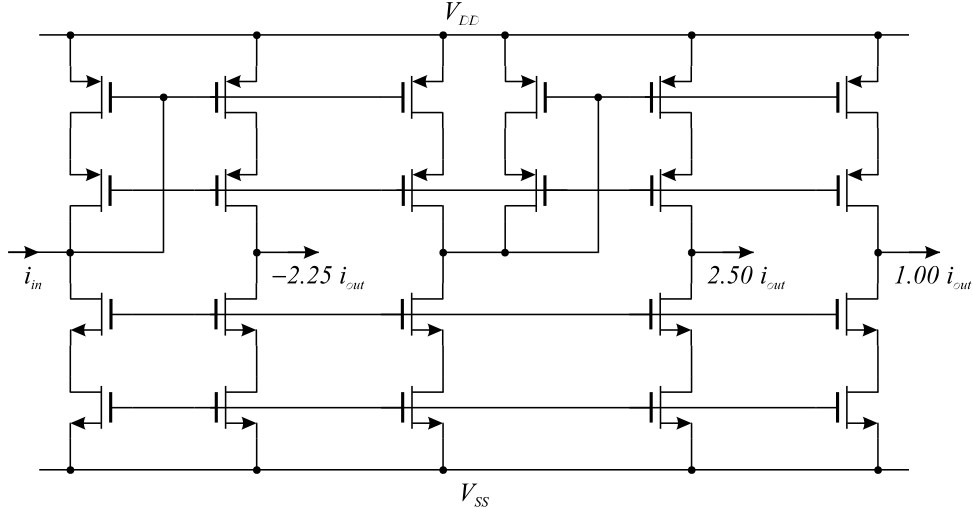 V_DD
i_in
−2.25 i_out
2.50 i_out
1.00 i_out
V_SS